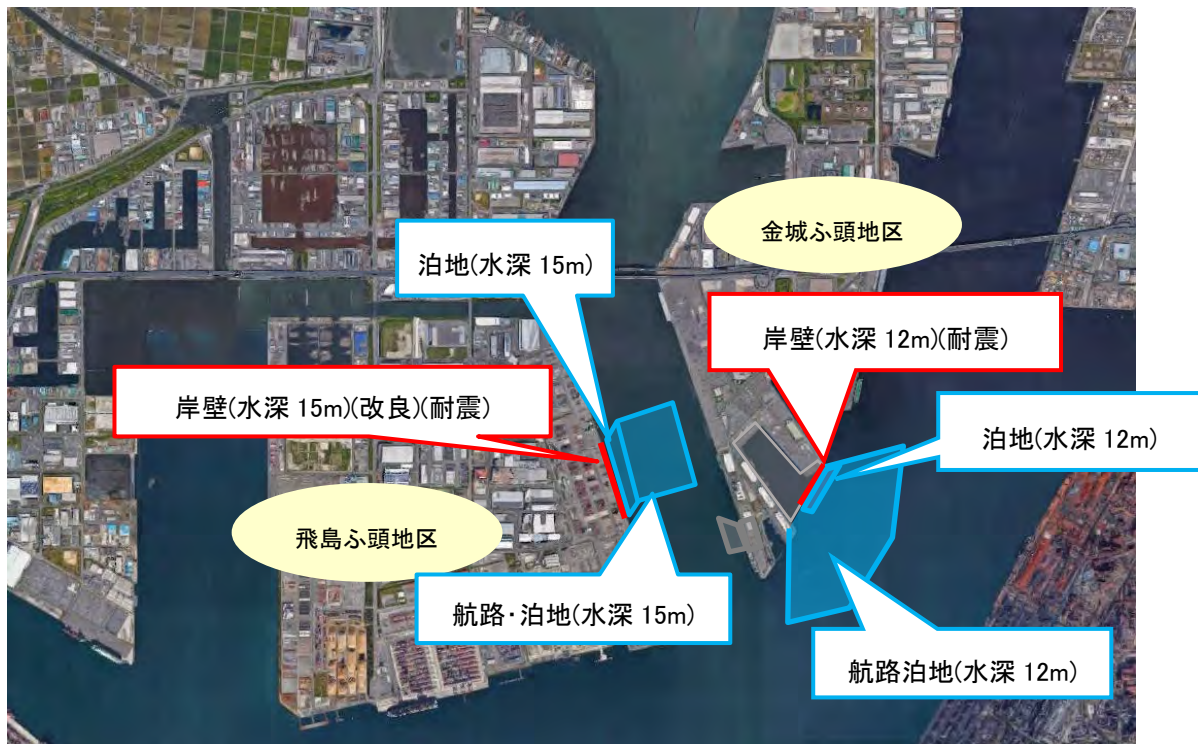 金城ふ頭地区
泊地(水深 15m)
岸壁(水深 12m)(耐震)
岸壁(水深 15m)(改良)(耐震)
泊地(水深 12m)
飛島ふ頭地区
航路・泊地(水深 15m)
航路泊地(水深 12m)